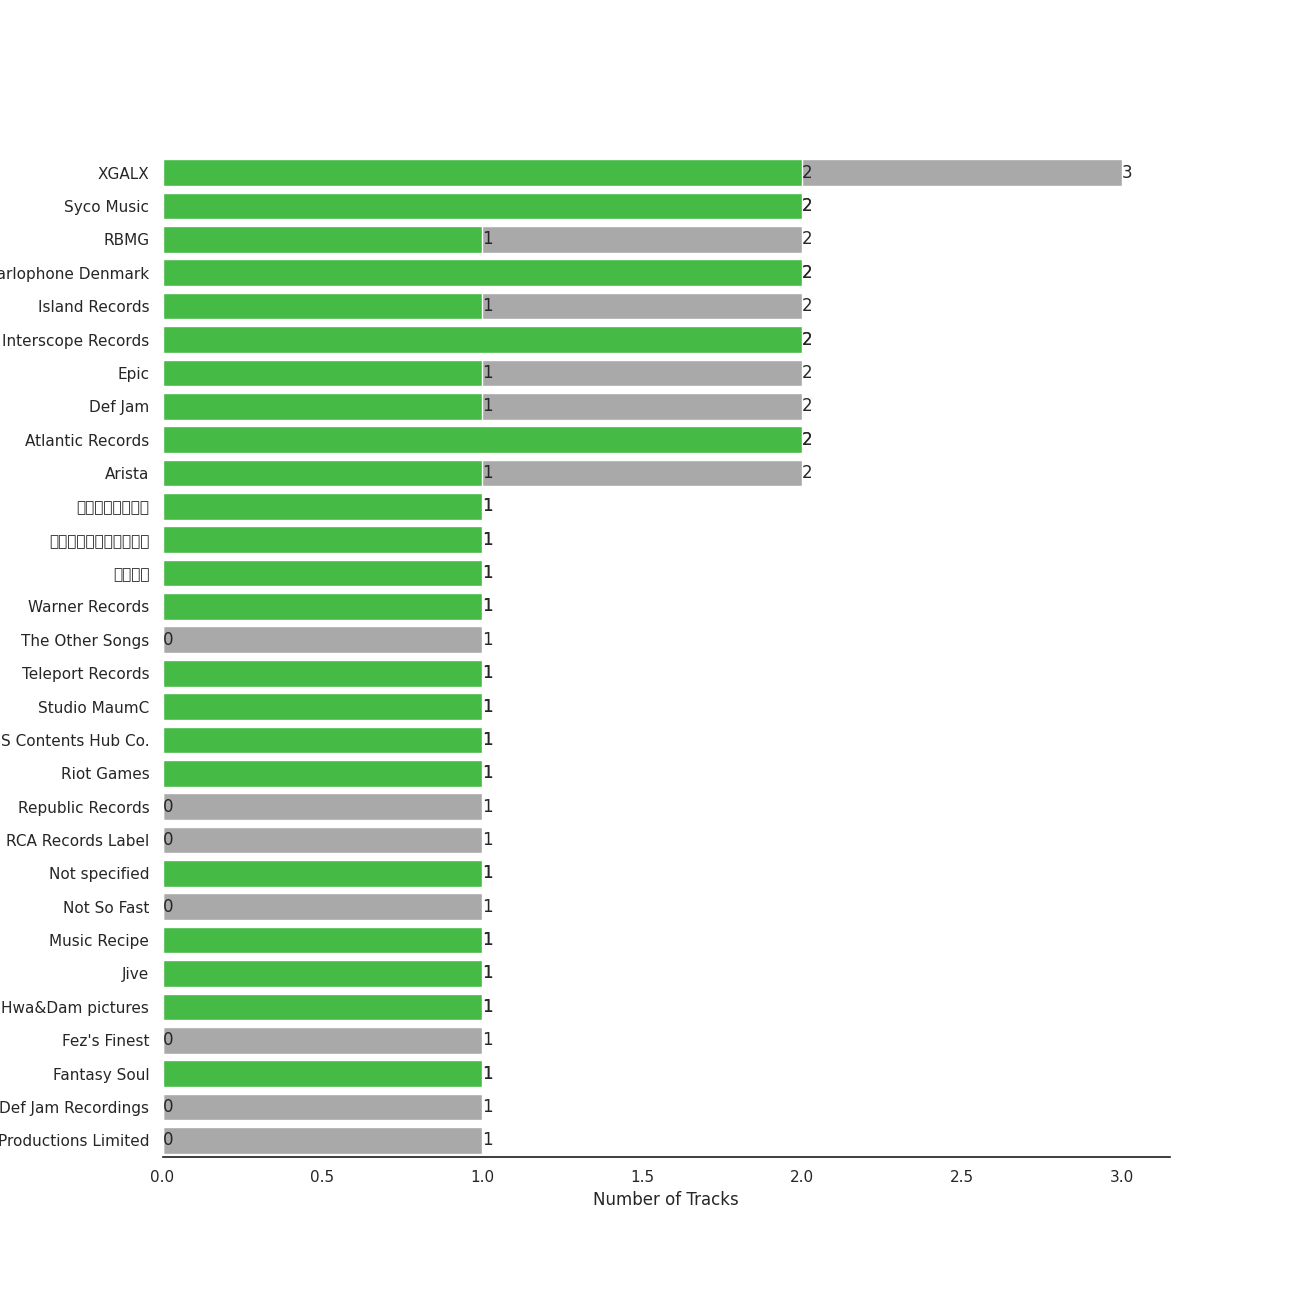 XGALX 2 3
Syco Music 2
RBMG 1 2
arlophone Denmark 2
Island Records 1 2
Interscope Records 2
Epic 1 2
Def Jam 1 2
Atlantic Records 2
Arista 1 2
1
1
1
Warner Records 1
The Other Songs 0 1
Teleport Records 1
Studio MaumC 1
S Contents Hub Co. 1
Riot Games 1
Republic Records 0 1
RCA Records Label 0 1
Not specified 1
Not So Fast 0 1
Music Recipe 1
Jive 1
Hwa&Dam pictures 1
Fez's Finest 0 1
Fantasy Soul 1
Def Jam Recordings 0 1
Productions Limited 0 1
0.0 0.5 1.0 1.5 2.0 2.5 3.0
Number of Tracks